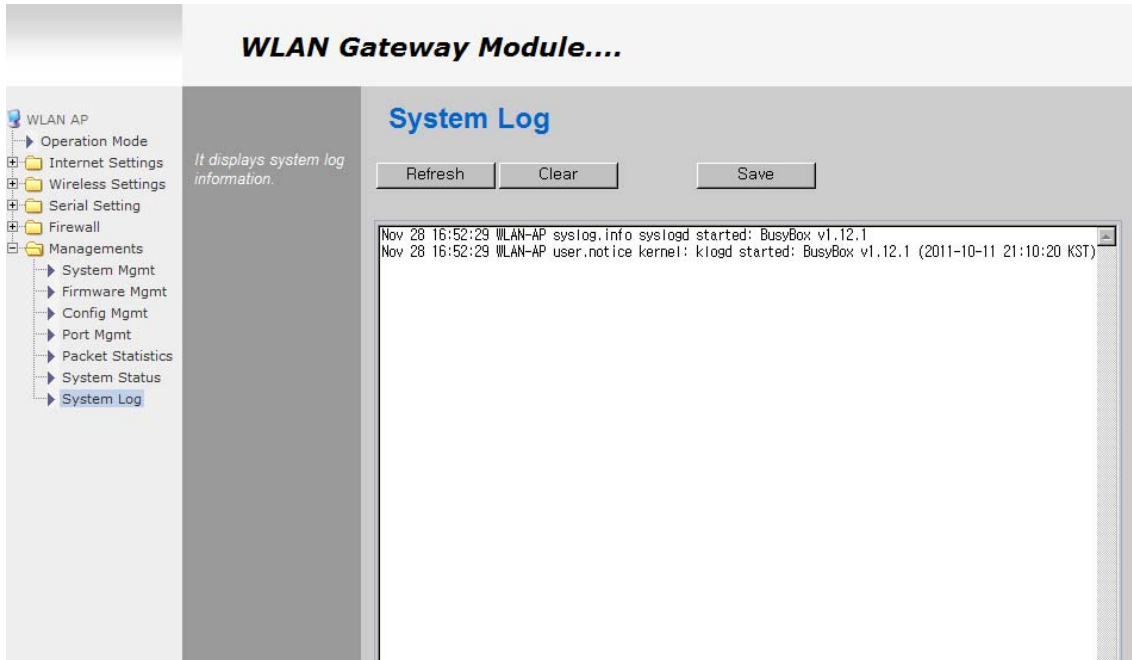 WLAN Gateway Module....
WLAN AP
Operation Mode
Internet Settings
Wireless Settings
Serial Setting
Firewall
Managements
System Mgmt
Firmware Mgmt
Config Mgmt
Port Mgmt
Packet Statistics
System Status
System Log
It displays system log
information.
System Log
Refresh
Clear
Save
Nov 28 16:52:29 WLAN-AP syslog.info syslogd started: BusyBox v1.12.1
Nov 28 16:52:29 WLAN-AP user.notice kernel: klogd started: BusyBox v1.12.1 (2011-10-11 21:10:20 KST)